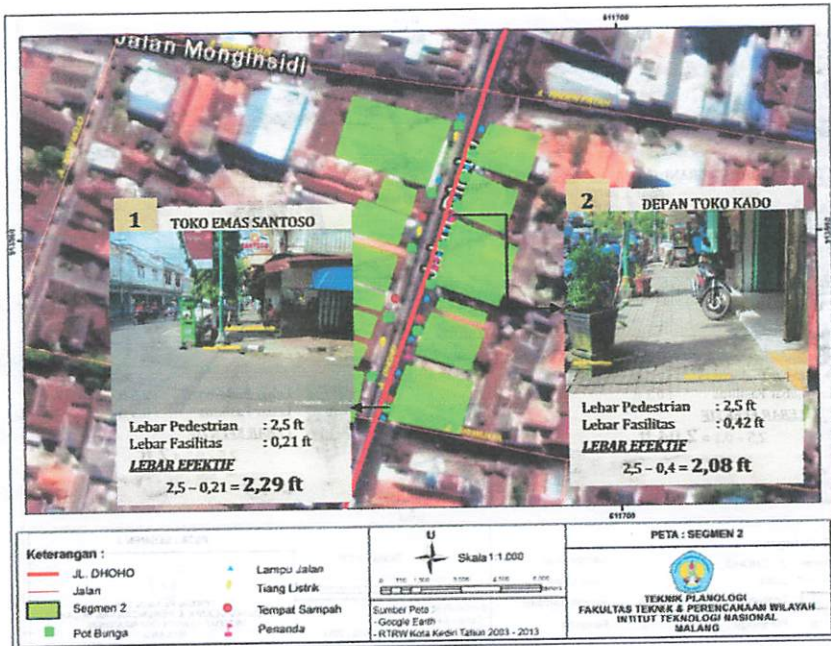 611700
Jalan Monginsidi
1
TOKO EMAS SANTOSO
Lebar Pedestrian : 2,5 ft
Lebar Fasilitas : 0,21 ft
LEBAR EFEKTIF
2,5 – 0,21 = 2,29 ft
2
DEPAN TOKO KADO
Lebar Pedestrian : 2,5 ft
Lebar Fasilitas : 0,42 ft
LEBAR EFEKTIF
2,5 – 0,4 = 2,08 ft
611700
Keterangan :
JL. DHOHO
Jalan
Segmen 2
Pot Bunga
Lampu Jalan
Tiang Listrik
Tempat Sampah
Penanda
U
Skala 1:1.000
Sumber Peta :
- Google Earth
- RTRW Kota Kediri Tahun 2003 - 2013
PETA : SEGMEN 2
TEKNIK PLANOLOGI
FAKULTAS TEKNIK & PERENCANAAN WILAYAH
INTITUT TEKNOLOGI NASIONAL
MALANG